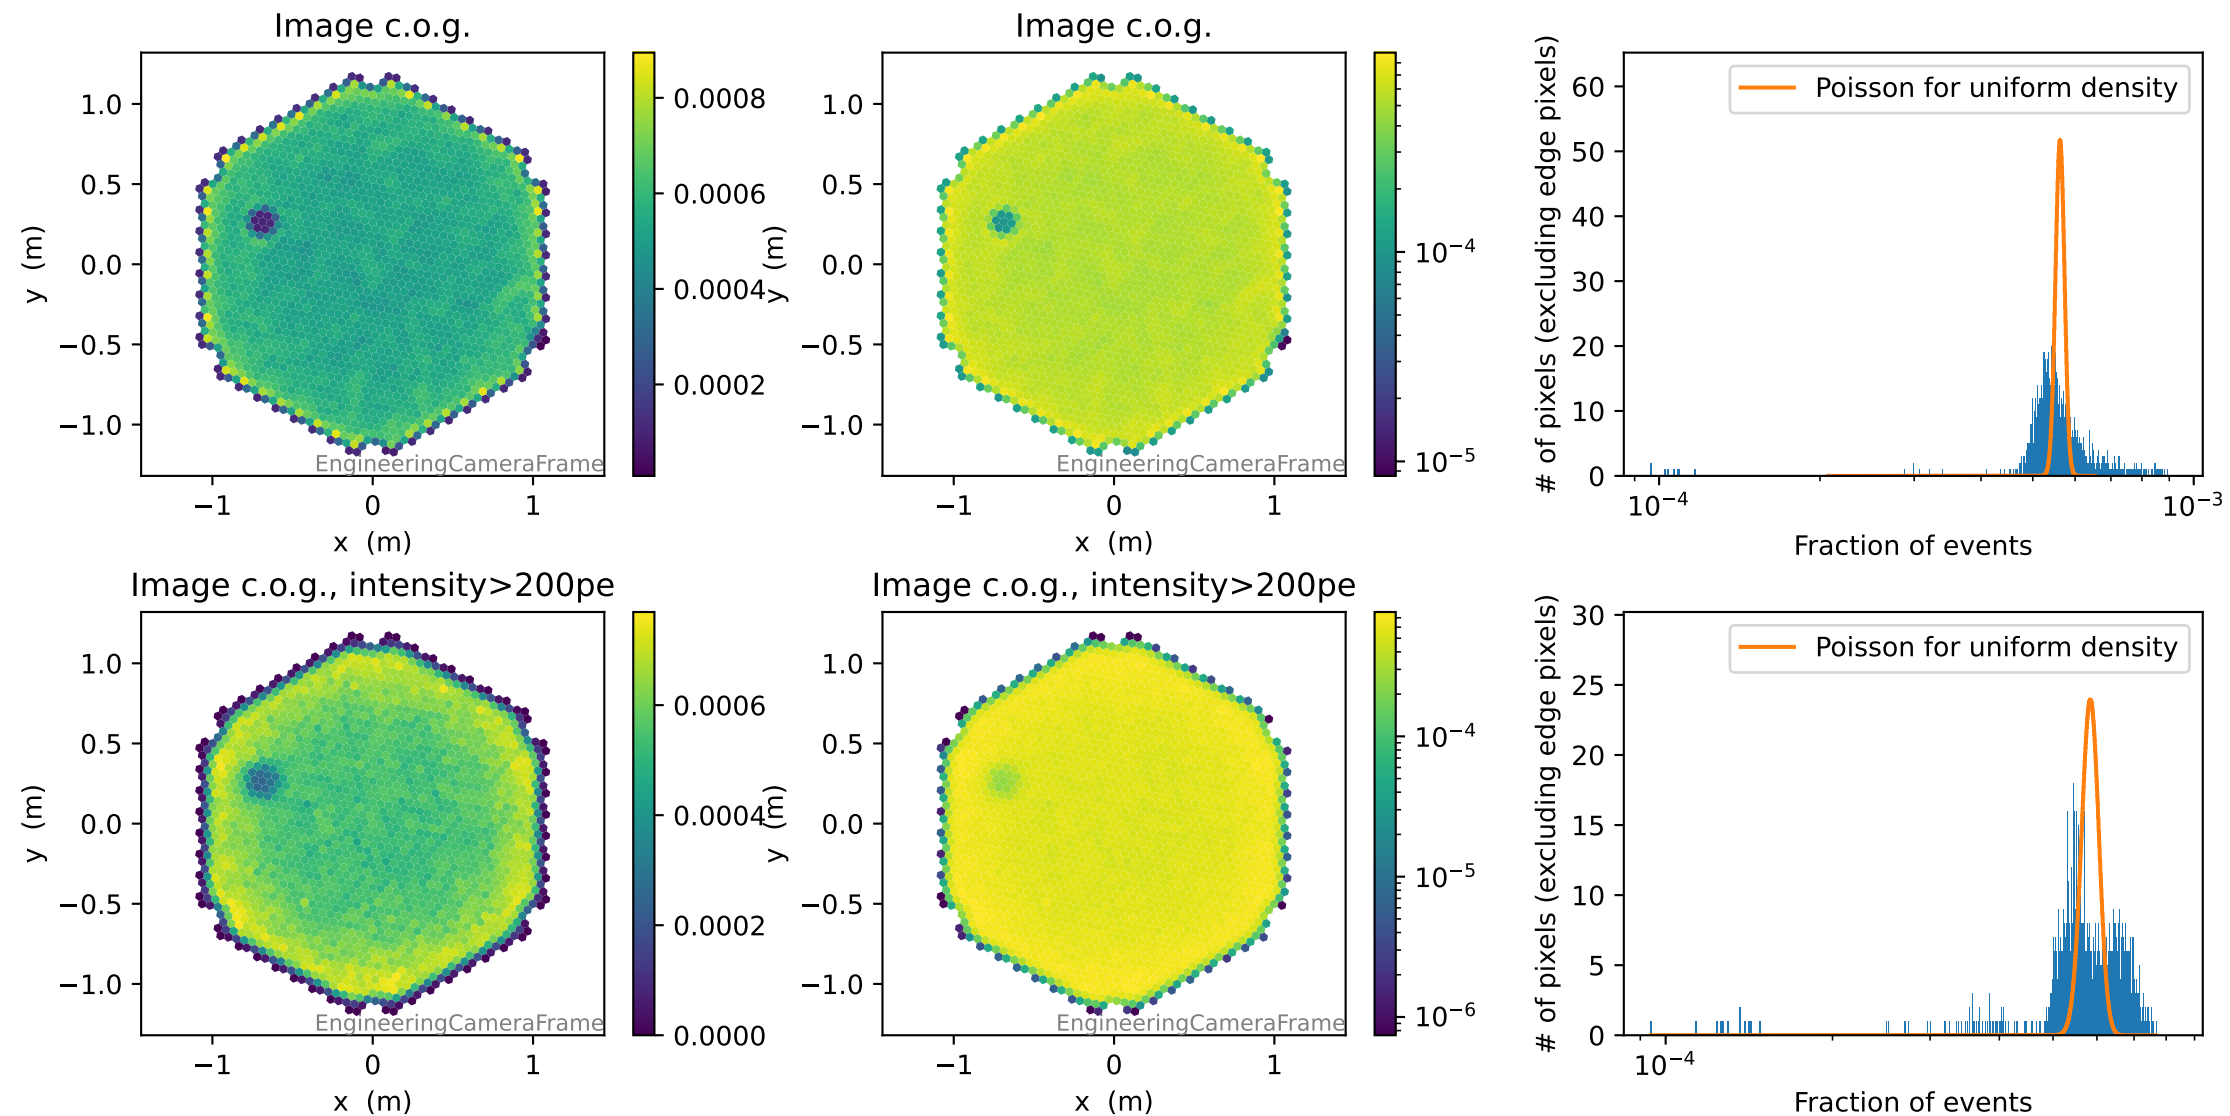 Image c.o.g.
1.0
0.5
0.0
−0.5
−1.0
y (m)
−1
0
1
x (m)
EngineeringCameraFrame
0.0008
0.0006
0.0004
0.0002
Image c.o.g.
1.0
0.5
0.0
−0.5
−1.0
y (m)
−1
0
1
x (m)
EngineeringCameraFrame
10⁻⁴
10⁻⁵
# of pixels (excluding edge pixels)
60
50
40
30
20
10
0
Poisson for uniform density
10⁻⁴
10⁻³
Fraction of events
Image c.o.g., intensity>200pe
1.0
0.5
0.0
−0.5
−1.0
y (m)
−1
0
1
x (m)
EngineeringCameraFrame
0.0006
0.0004
0.0002
0.0000
Image c.o.g., intensity>200pe
1.0
0.5
0.0
−0.5
−1.0
y (m)
−1
0
1
x (m)
EngineeringCameraFrame
10⁻⁴
10⁻⁵
10⁻⁶
# of pixels (excluding edge pixels)
30
25
20
15
10
5
0
Poisson for uniform density
10⁻⁴
Fraction of events